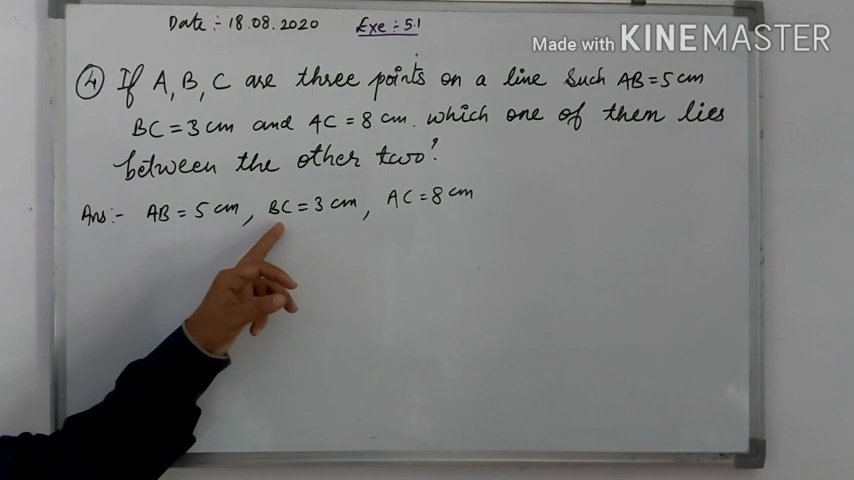 Date :- 18.08.2020 Exe :- 5.1
Made with KINEMASTER
④ If A, B, C are three points on a line such AB = 5 cm
BC = 3 cm and AC = 8 cm. which one of them lies
between the other two?
Ans:- AB = 5 cm, BC = 3 cm, AC = 8 cm